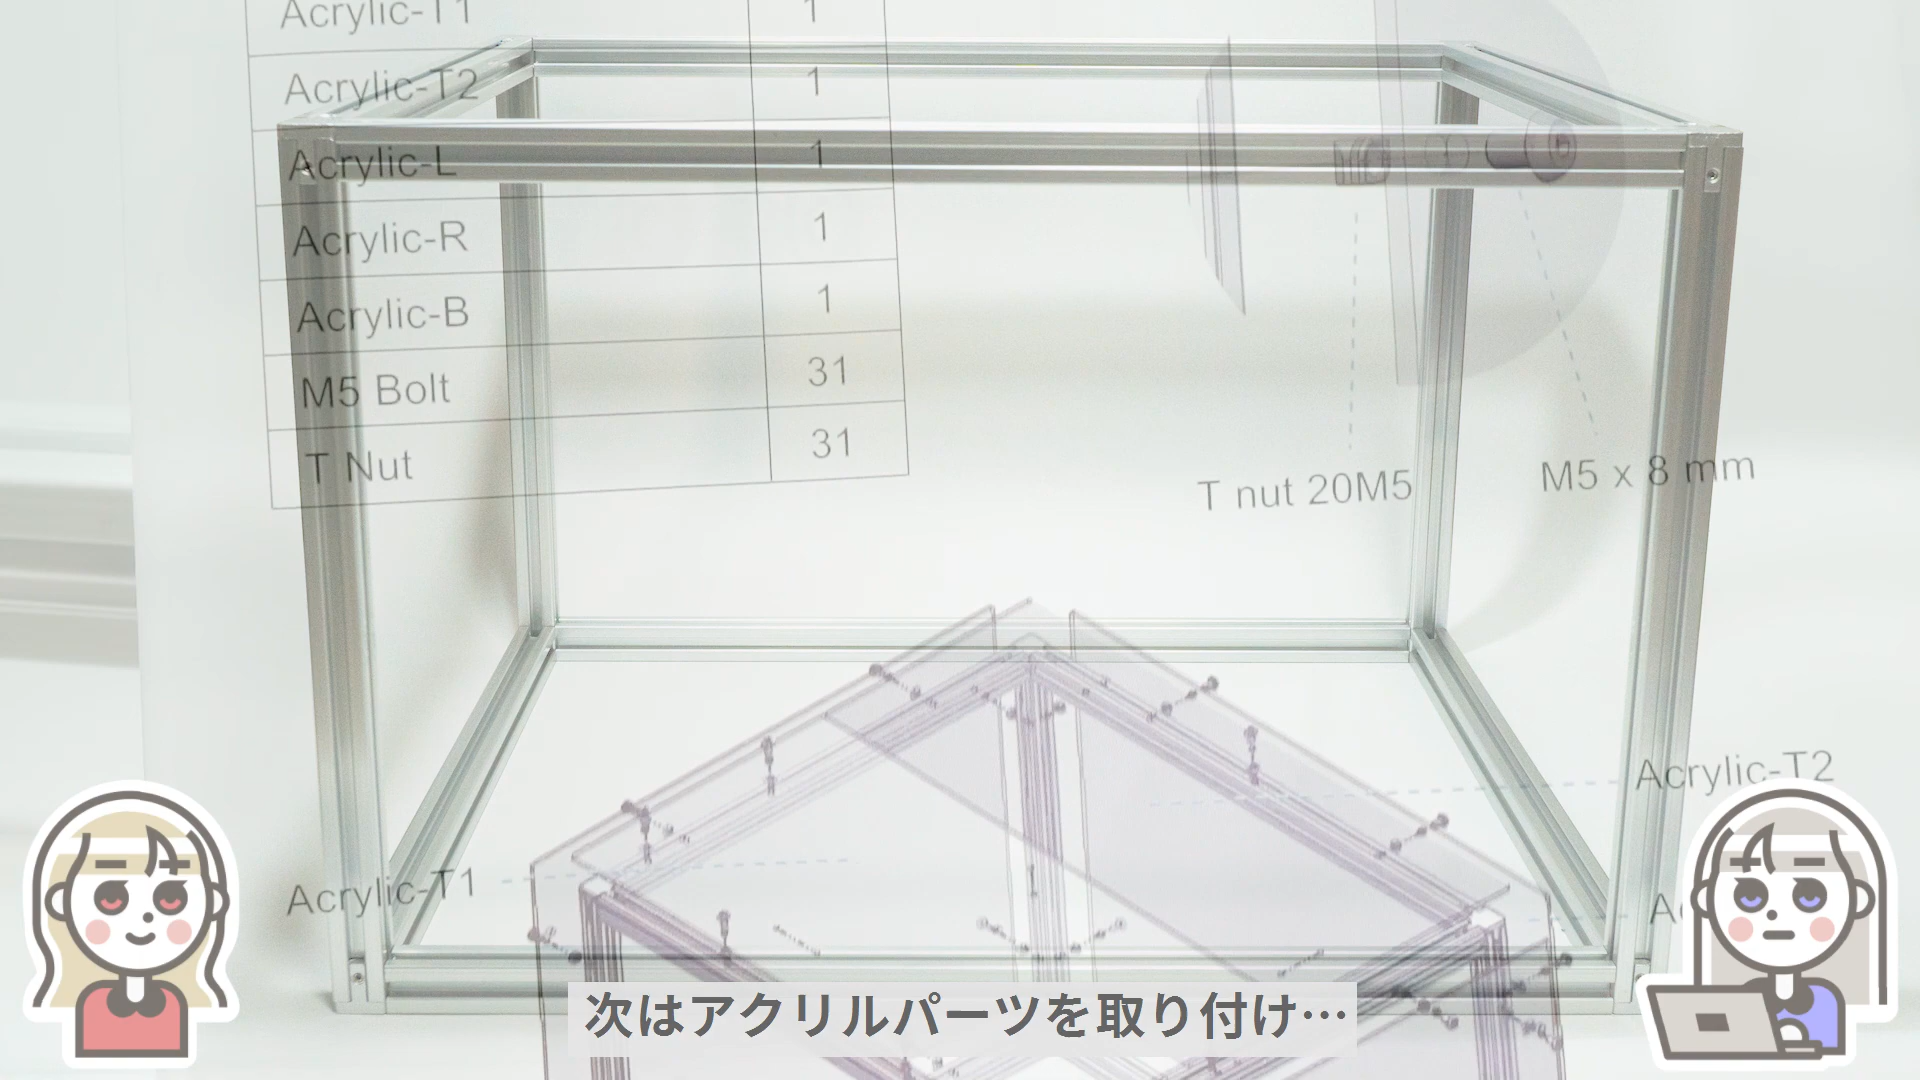 Acrylic-T1 1
Acrylic-T2 1
Acrylic-L 1
Acrylic-R 1
Acrylic-B 1
M5 Bolt 31
T Nut 31
T nut 20M5
M5 x 8 mm
Acrylic-T2
Acrylic-T1
次はアクリルパーツを取り付け…